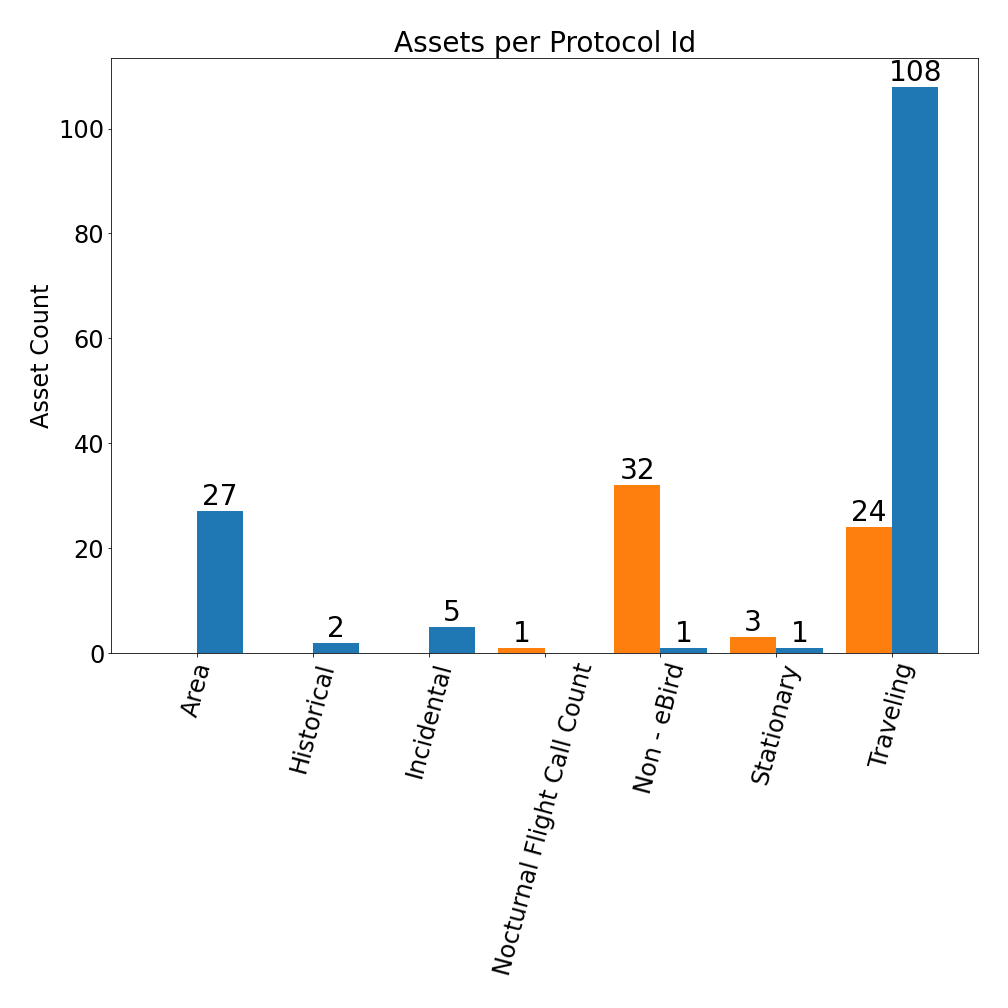 Assets per Protocol Id
Asset Count
100
80
60
40
20
0
27
2
5
1
32
1
3
1
24
108
Area
Historical
Incidental
Nocturnal Flight Call Count
Non - eBird
Stationary
Traveling